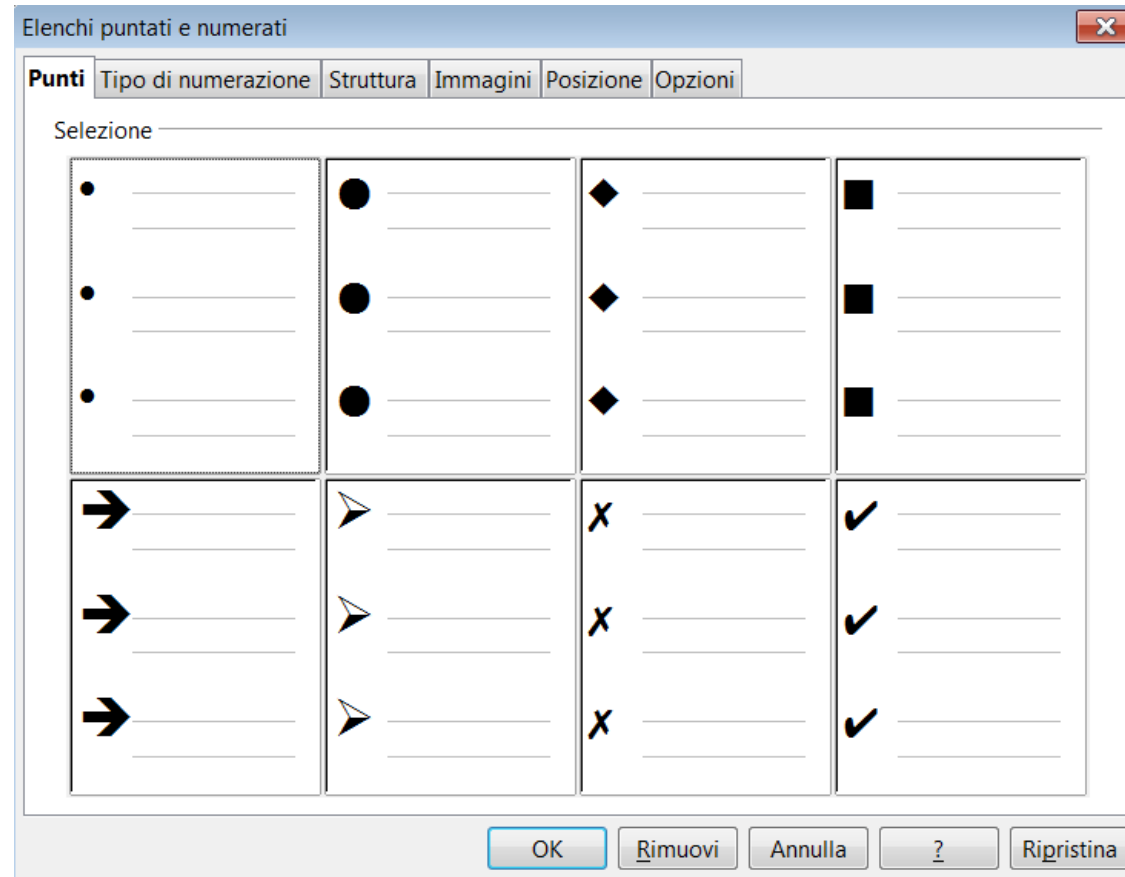 Elenchi puntati e numerati
Punti Tipo di numerazione Struttura Immagini Posizione Opzioni
Selezione
OK Rimuovi Annulla ? Ripristina